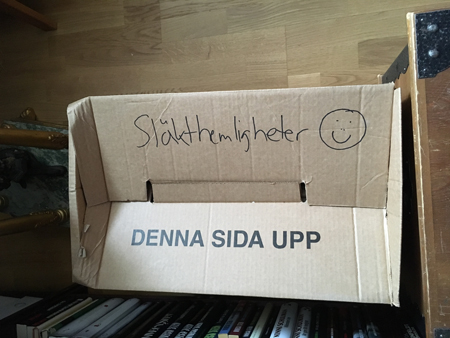 Släkthemligheter
DENNA SIDA UPP